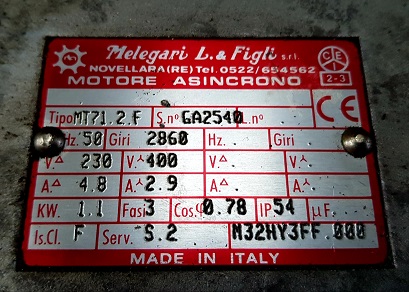 Melegari L. & Figli s.r.l.
NOVELLARA (RE) Tel. 0522/654562
MOTORE ASINCRONO
2-3
Tipo MT71.2.F S.n° GA2540 ..n°
CE
Hz. 50 Giri 2860 Hz. Giri
V△ 230 V⅄ 400 V△ V⅄
A△ 4.8 A⅄ 2.9 A△. A⅄.
KW. 1.1 Fasi 3 Cosφ 0.78 IP 54 µF.
Is.Cl. F Serv. S.2 M32HY3FF 000
MADE IN ITALY